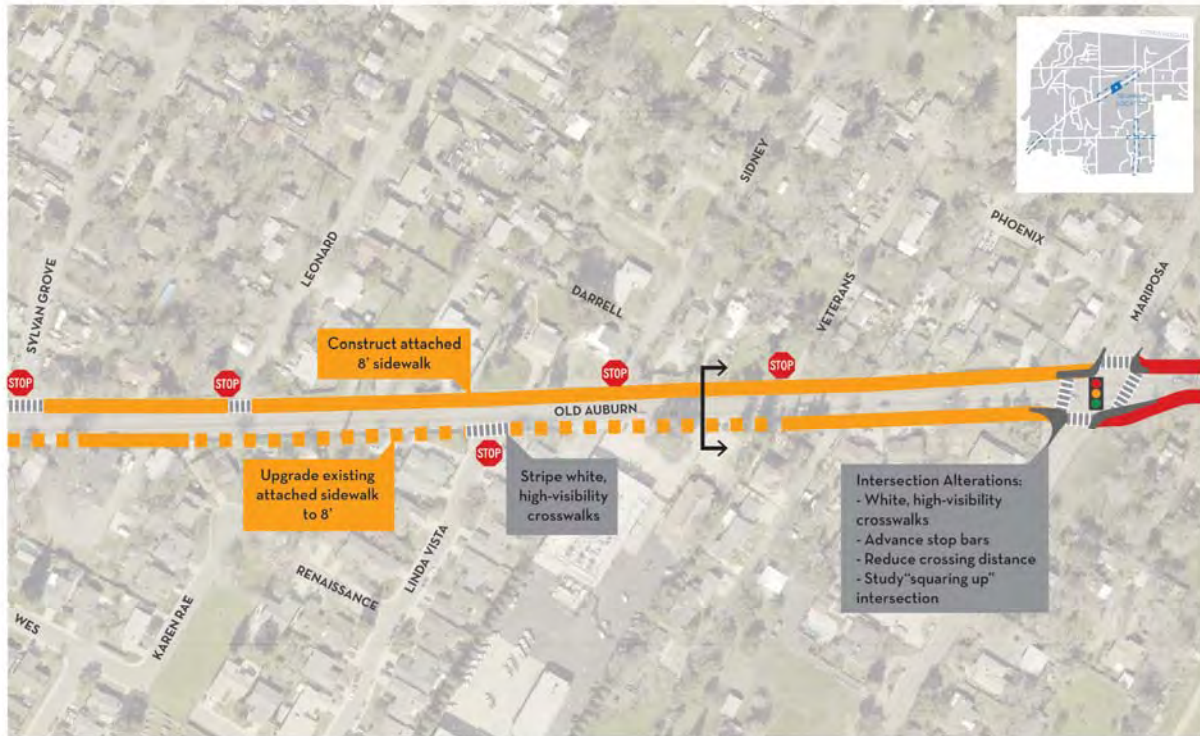 SYLVAN GROVE
LEONARD
SIDNEY
DARRELL
VETERANS
PHOENIX
MARIPOSA
Construct attached
8' sidewalk
STOP
STOP
STOP
STOP
OLD AUBURN
STOP
Upgrade existing
attached sidewalk
to 8'
Stripe white,
high-visibility
crosswalks
Intersection Alterations:
- White, high-visibility
crosswalks
- Advance stop bars
- Reduce crossing distance
- Study "squaring up"
intersection
WES
KAREN RAE
RENAISSANCE
LINDA VISTA